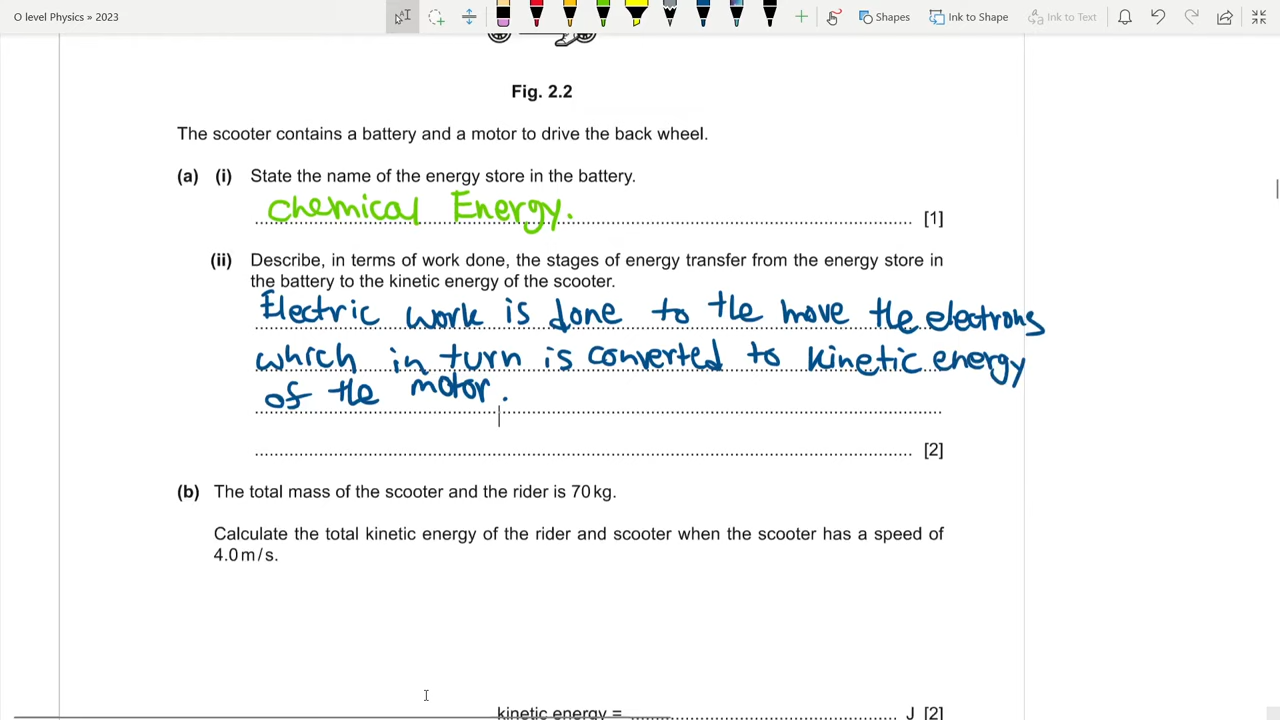 O level Physics » 2023
Shapes
Ink to Shape
Ink to Text
Fig. 2.2
The scooter contains a battery and a motor to drive the back wheel.
(a) (i) State the name of the energy store in the battery.
Chemical Energy. [1]
(ii) Describe, in terms of work done, the stages of energy transfer from the energy store in
the battery to the kinetic energy of the scooter.
Electric work is done to the move the electrons
which in turn is converted to kinetic energy
of the motor.
[2]
(b) The total mass of the scooter and the rider is 70 kg.
Calculate the total kinetic energy of the rider and scooter when the scooter has a speed of
4.0 m/s.
kinetic energy = J [2]